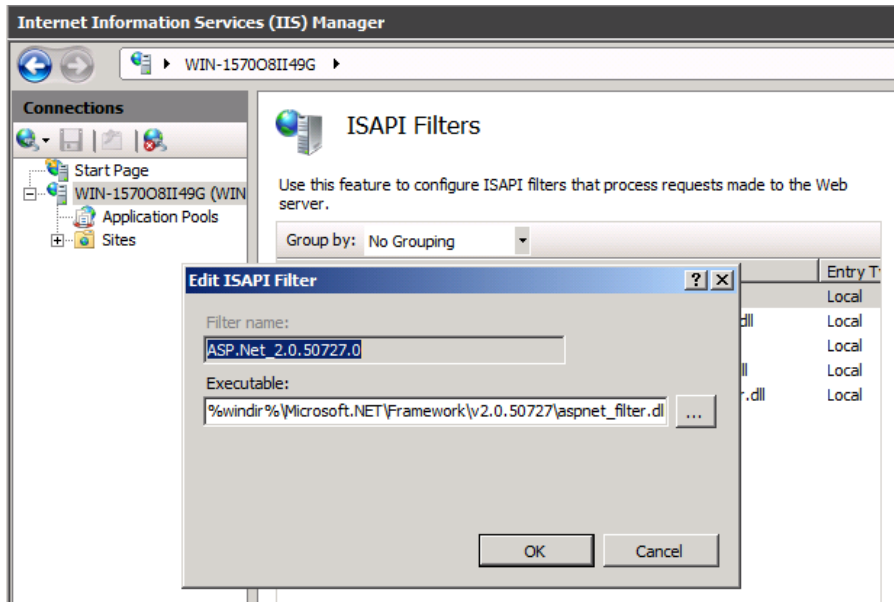 Internet Information Services (IIS) Manager
WIN-1570O8II49G
Connections
Start Page
WIN-1570O8II49G (WIN
Application Pools
Sites
ISAPI Filters
Use this feature to configure ISAPI filters that process requests made to the Web
server.
Group by: No Grouping
Entry T
Local
dll Local
Local
ll Local
r.dll Local
Edit ISAPI Filter
Filter name:
ASP.Net_2.0.50727.0
Executable:
%windir%\Microsoft.NET\Framework\v2.0.50727\aspnet_filter.dl
...
OK Cancel